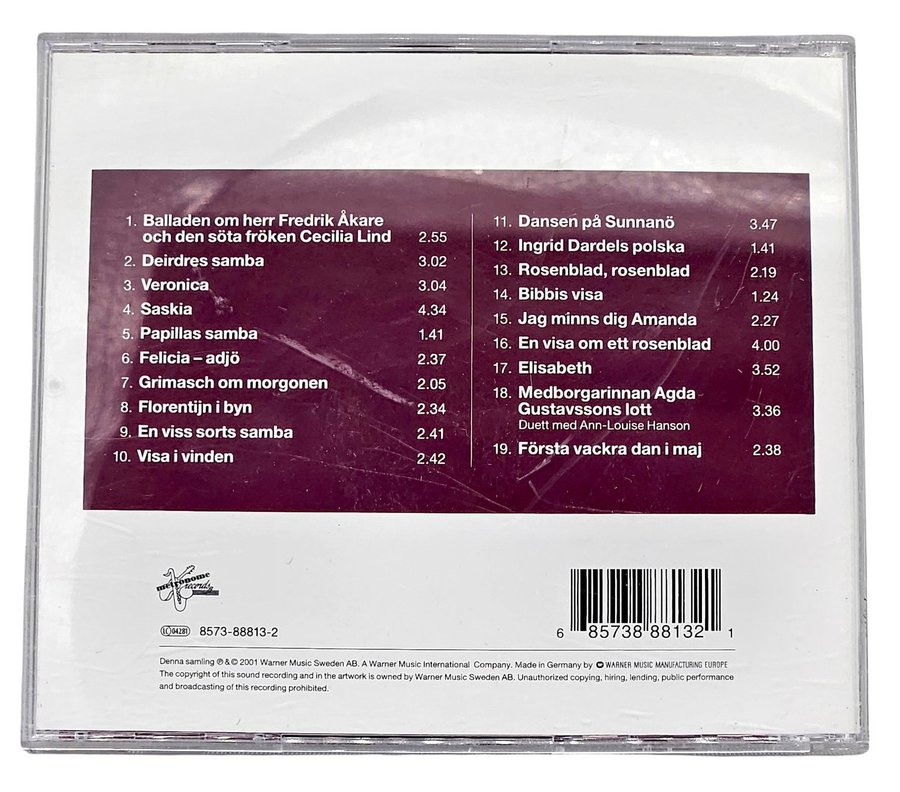 1. Balladen om herr Fredrik Åkare
och den söta fröken Cecilia Lind 2.55
2. Deirdres samba 3.02
3. Veronica 3.04
4. Saskia 4.34
5. Papillas samba 1.41
6. Felicia – adjö 2.37
7. Grimasch om morgonen 2.05
8. Florentijn i byn 2.34
9. En viss sorts samba 2.41
10. Visa i vinden 2.42
11. Dansen på Sunnanö 3.47
12. Ingrid Dardels polska 1.41
13. Rosenblad, rosenblad 2.19
14. Bibbis visa 1.24
15. Jag minns dig Amanda 2.27
16. En visa om ett rosenblad 4.00
17. Elisabeth 3.52
18. Medborgarinnan Agda
Gustavssons lott 3.36
Duett med Ann-Louise Hanson
19. Första vackra dan i maj 2.38
metronome
records
LC 04281 8573-88813-2
6 85738 88132 1
Denna samling ℗ & © 2001 Warner Music Sweden AB. A Warner Music International Company. Made in Germany by WARNER MUSIC MANUFACTURING EUROPE
The copyright of this sound recording and in the artwork is owned by Warner Music Sweden AB. Unauthorized copying, hiring, lending, public performance
and broadcasting of this recording prohibited.